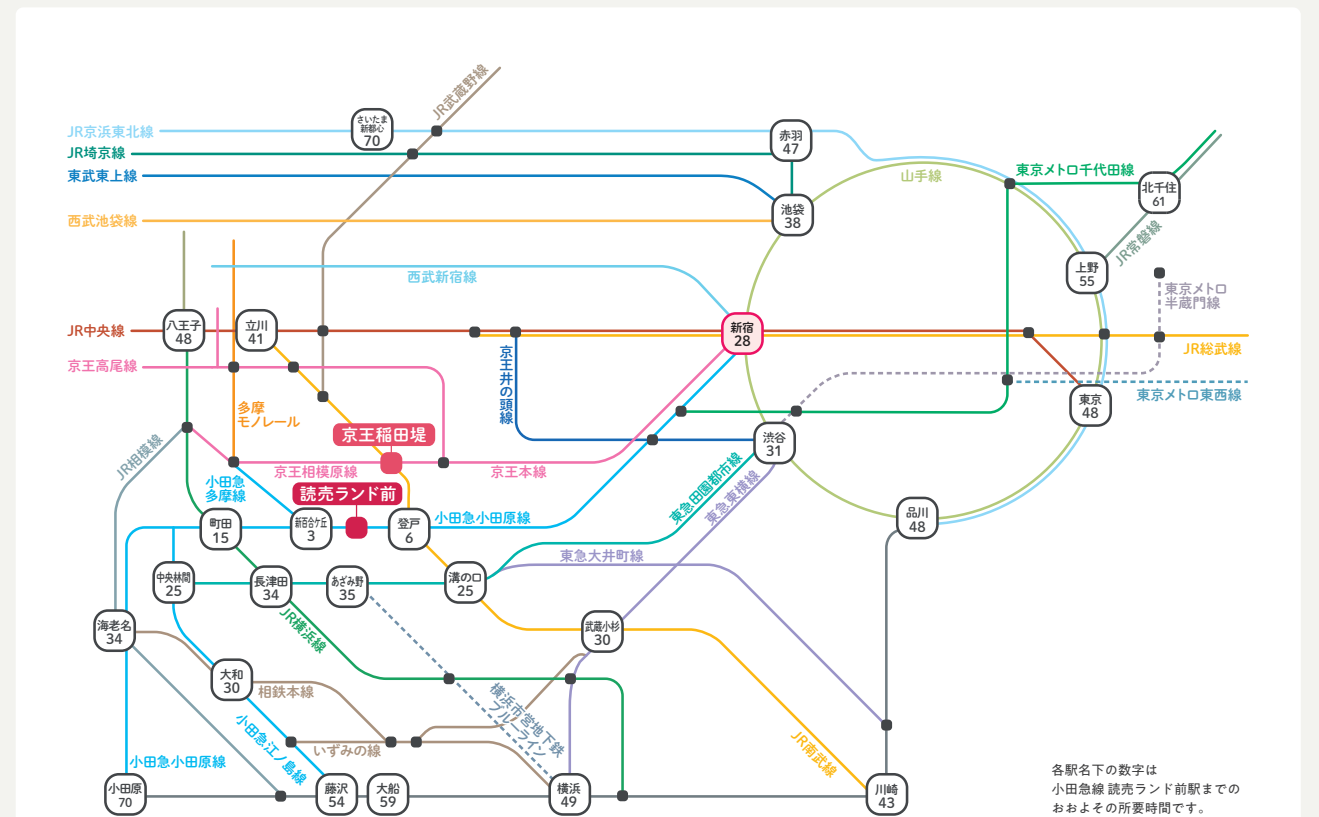 JR武蔵野線
JR京浜東北線
さいたま
新都心
70
赤羽
47
JR埼京線
東武東上線
山手線
東京メトロ千代田線
北千住
61
西武池袋線
池袋
38
JR常磐線
西武新宿線
上野
55
東京メトロ
半蔵門線
JR中央線
八王子
48
立川
41
新宿
28
JR総武線
京王高尾線
京王井の頭線
東京メトロ東西線
東京
48
多摩
モノレール
京王稲田堤
渋谷
31
JR相模線
京王相模原線
京王本線
小田急
多摩線
読売ランド前
東急田園都市線
東急東横線
町田
15
新百合ケ丘
3
登戸
6
小田急小田原線
品川
48
東急大井町線
中央林間
25
長津田
34
あざみ野
35
溝の口
25
JR横浜線
海老名
34
武蔵小杉
30
大和
30
相鉄本線
横浜市営地下鉄
ブルーライン
小田急江ノ島線
いずみの線
JR南武線
小田急小田原線
小田原
70
藤沢
54
大船
59
横浜
49
川崎
43
各駅名下の数字は
小田急線 読売ランド前駅までの
おおよその所要時間です。